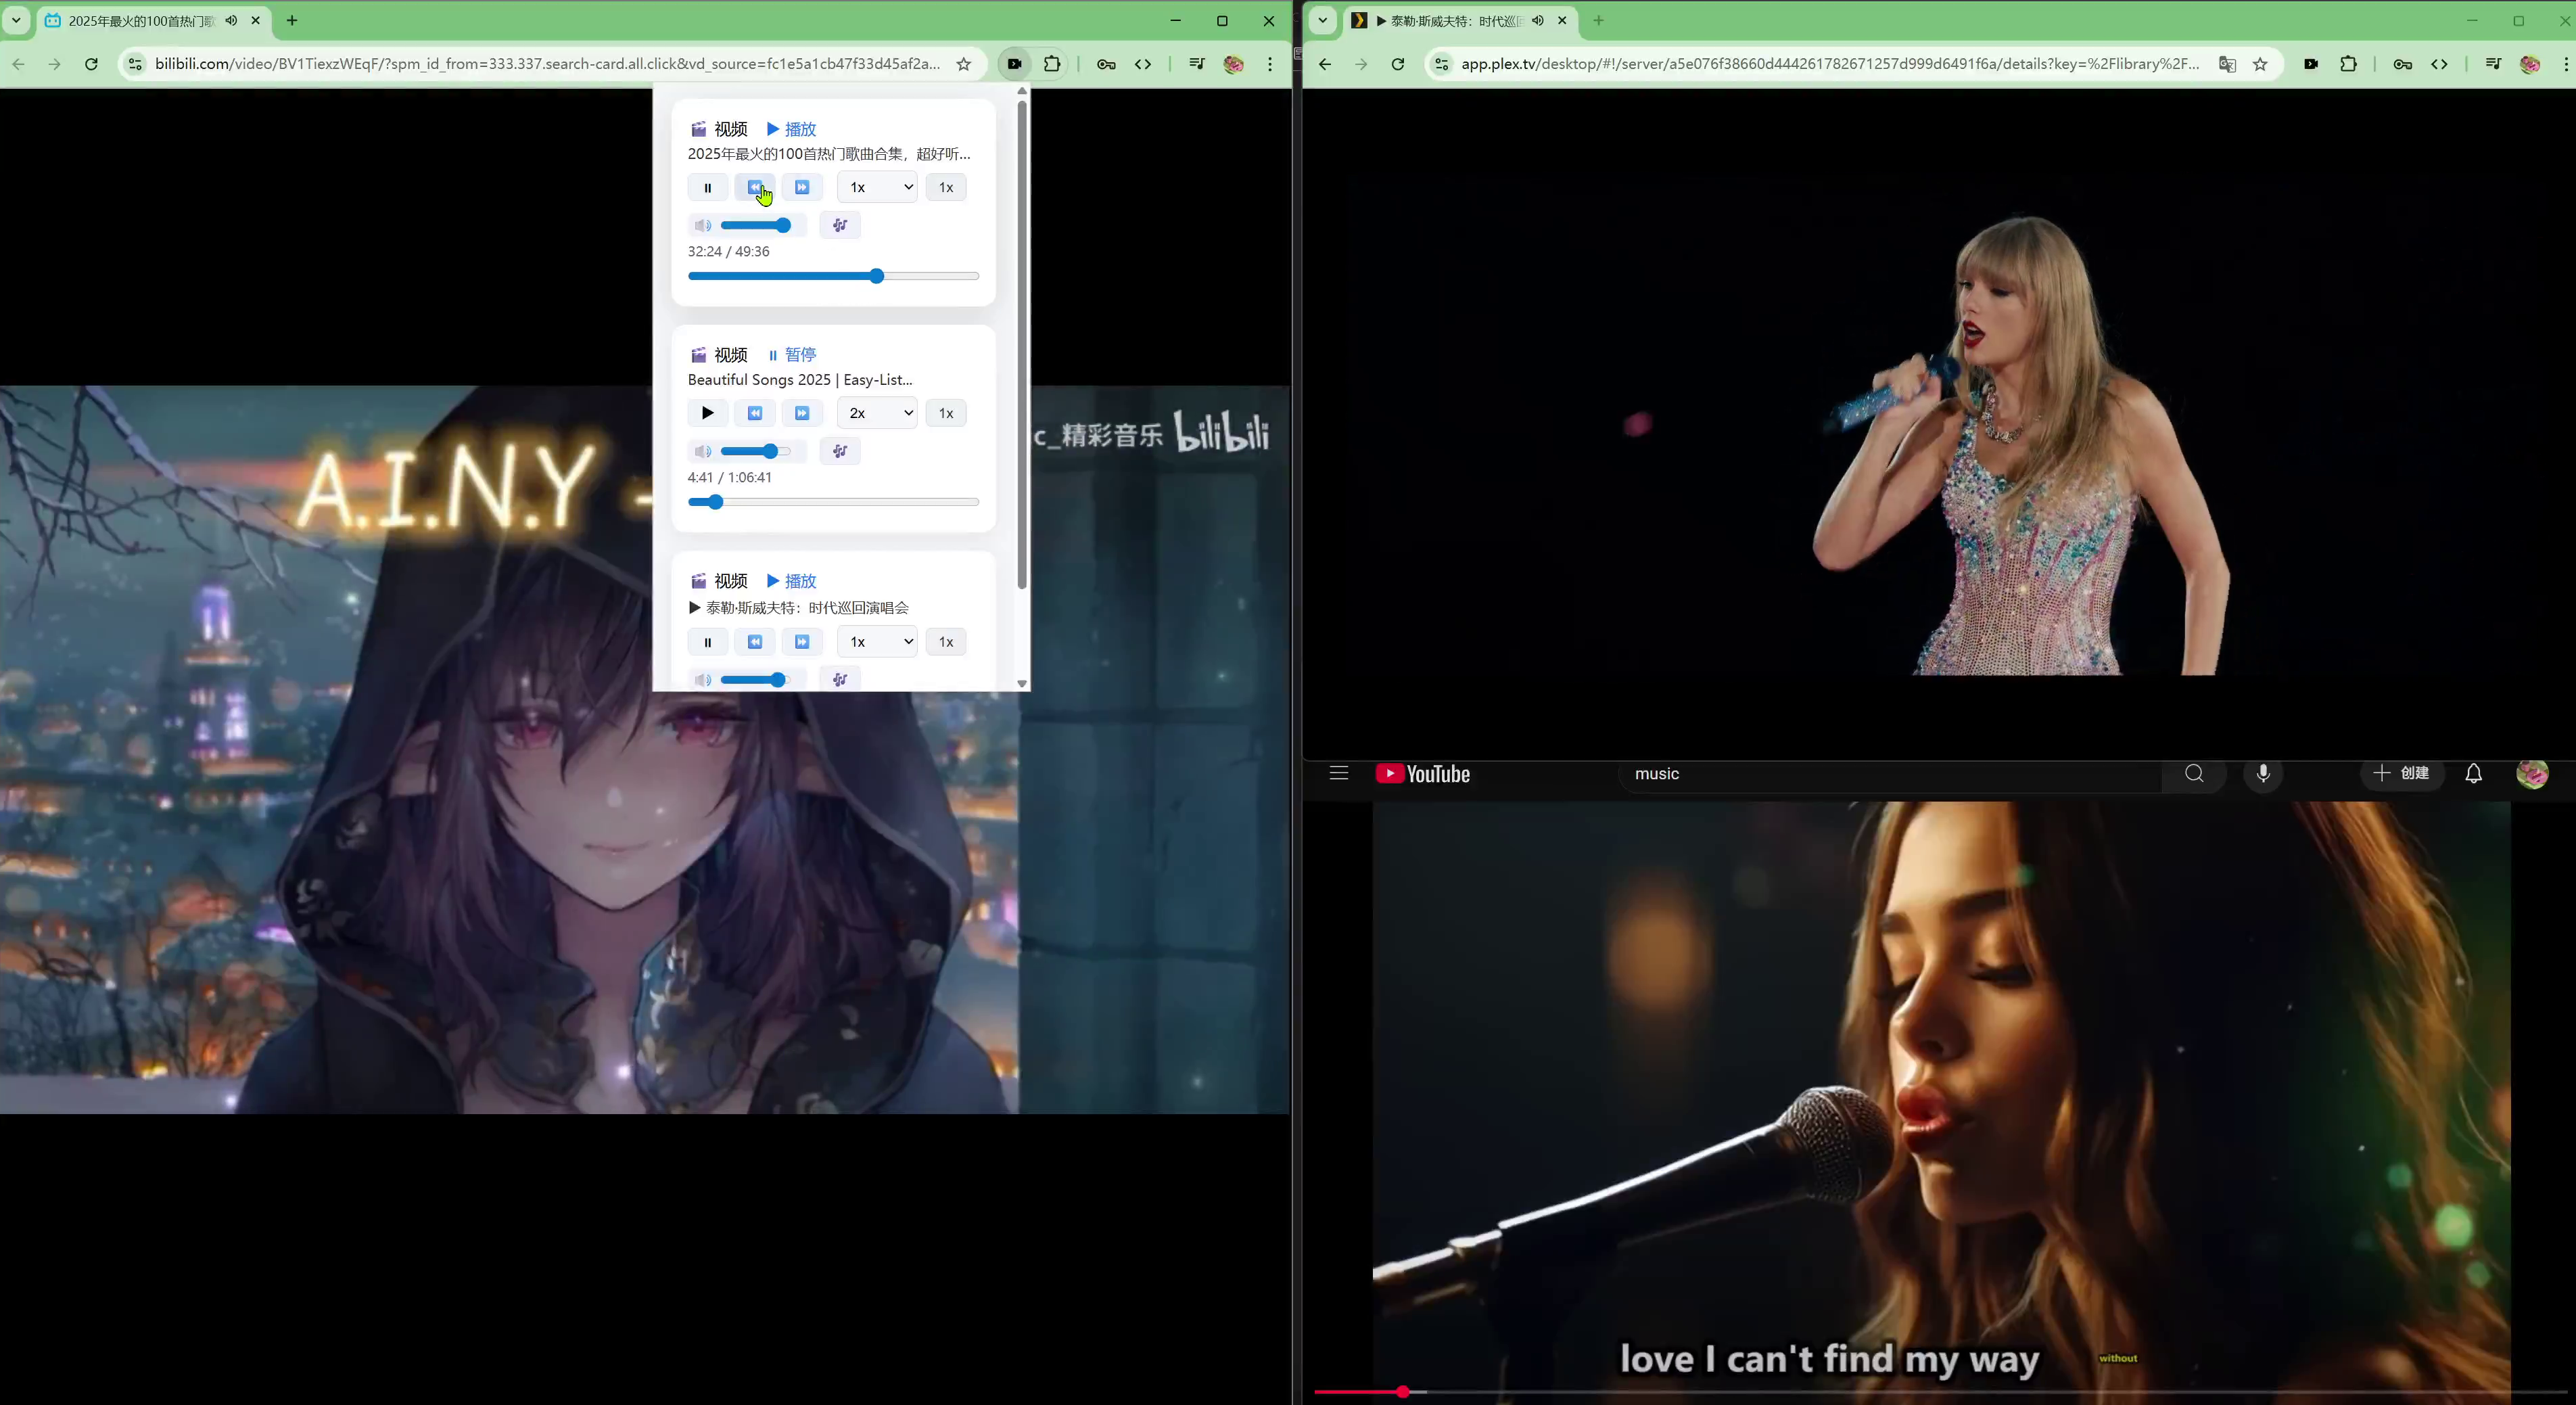 2025年最火的100首热门歌
bilibili.com/video/BV1TiexzWEqF/?spm_id_from=333.337.search-card.all.click&vd_source=fc1e5a1cb47f33d45af2a...
视频 播放
2025年最火的100首热门歌曲合集，超好听...
1x 1x
32:24 / 49:36
视频 暂停
Beautiful Songs 2025 | Easy-List...
2x 1x
4:41 / 1:06:41
视频 播放
▶ 泰勒·斯威夫特：时代巡回演唱会
1x 1x
A.I.N.Y -
c_精彩音乐 bilibili
▶ 泰勒·斯威夫特：时代巡回
app.plex.tv/desktop/#!/server/a5e076f38660d444261782671257d999d6491f6a/details?key=%2Flibrary%2F...
YouTube music 创建
love I can't find my way without